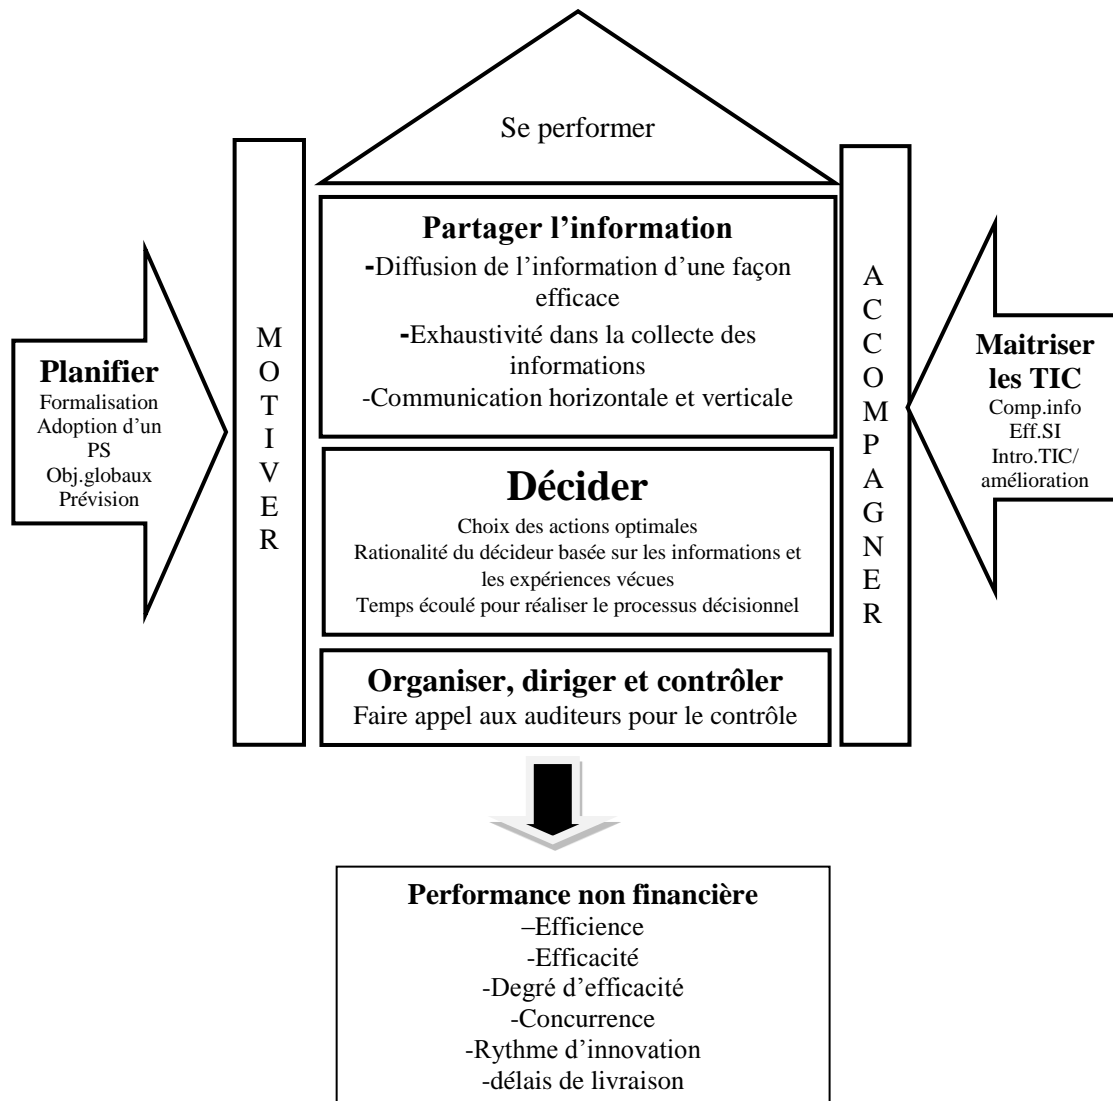 Se performer
Partager l’information
-Diffusion de l’information d’une façon
efficace
-Exhaustivité dans la collecte des
informations
-Communication horizontale et verticale
MOTIVER
ACCOMPAGNER
Planifier
Formalisation
Adoption d’un
PS
Obj.globaux
Prévision
Maitriser
les TIC
Comp.info
Eff.SI
Intro.TIC/
amélioration
Décider
Choix des actions optimales
Rationalité du décideur basée sur les informations et
les expériences vécues
Temps écoulé pour réaliser le processus décisionnel
Organiser, diriger et contrôler
Faire appel aux auditeurs pour le contrôle
Performance non financière
–Efficience
-Efficacité
-Degré d’efficacité
-Concurrence
-Rythme d’innovation
-délais de livraison